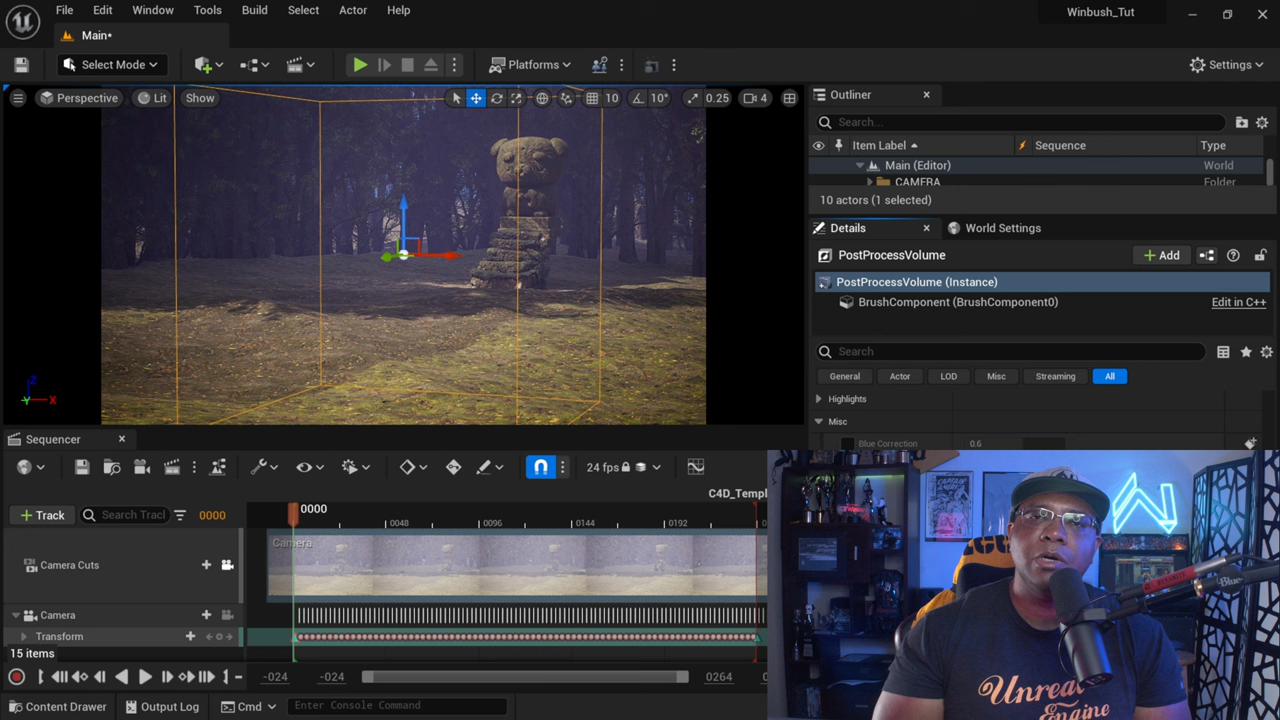 File Edit Window Tools Build Select Actor Help
Winbush_Tut
Main*
Select Mode
Platforms
Settings
Perspective Lit Show
10 10° 0.25 4
Outliner
Search...
Item Label Sequence Type
Main (Editor) World
CAMERA Folder
10 actors (1 selected)
Details World Settings
PostProcessVolume
Add
PostProcessVolume (Instance)
BrushComponent (BrushComponent0) Edit in C++
Search
General Actor LOD Misc Streaming All
Highlights
Misc
Blue Correction 0.6
Sequencer
24 fps
C4D_Templ
Track Search Tracl 0000
0000
0048 0096 0144 0192
Camera
Camera Cuts
Camera
Transform
15 items
-024 -024 0264
Content Drawer Output Log Cmd Enter Console Command
CAPTAIN
Blue
Unreal
Engine